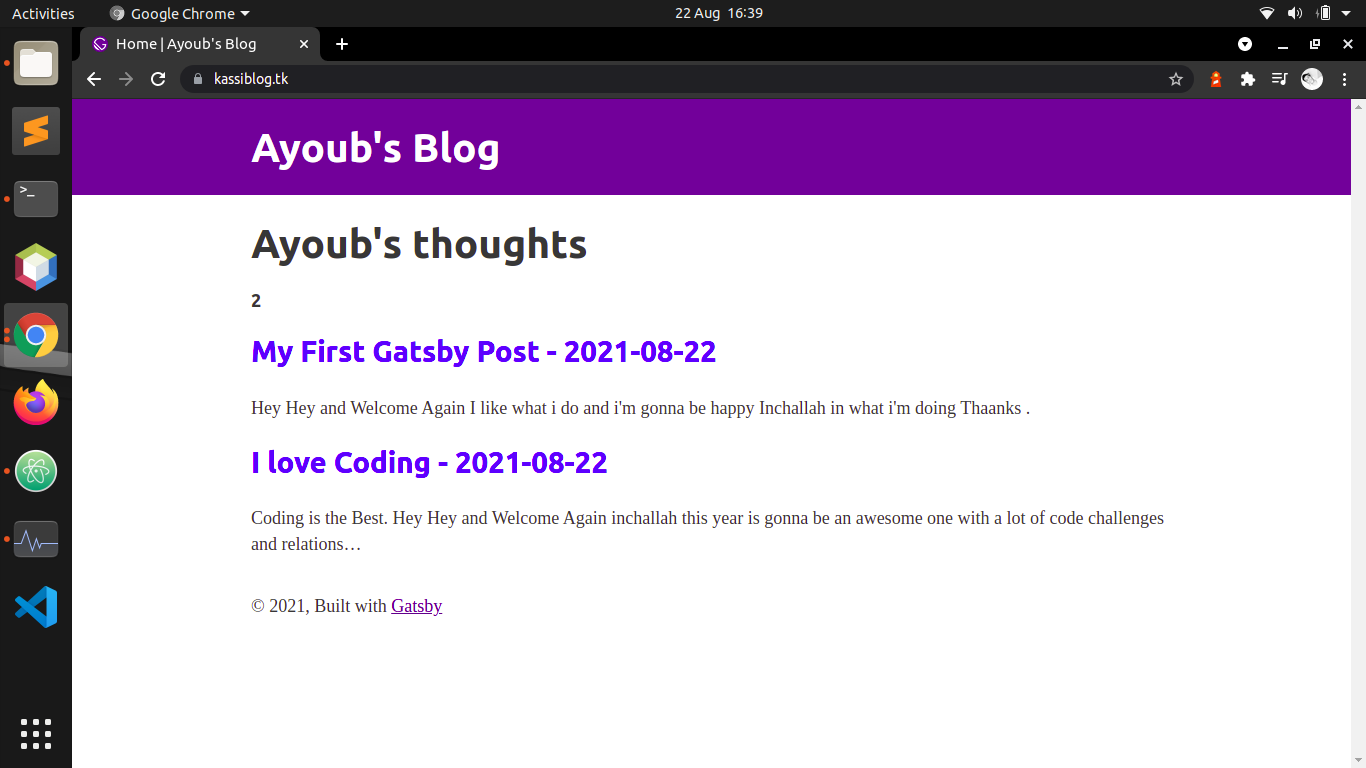 Activities Google Chrome 22 Aug 16:39
Home | Ayoub's Blog
kassiblog.tk
Ayoub's Blog
Ayoub's thoughts
2
My First Gatsby Post - 2021-08-22
Hey Hey and Welcome Again I like what i do and i'm gonna be happy Inchallah in what i'm doing Thaanks .
I love Coding - 2021-08-22
Coding is the Best. Hey Hey and Welcome Again inchallah this year is gonna be an awesome one with a lot of code challenges
and relations…
© 2021, Built with Gatsby